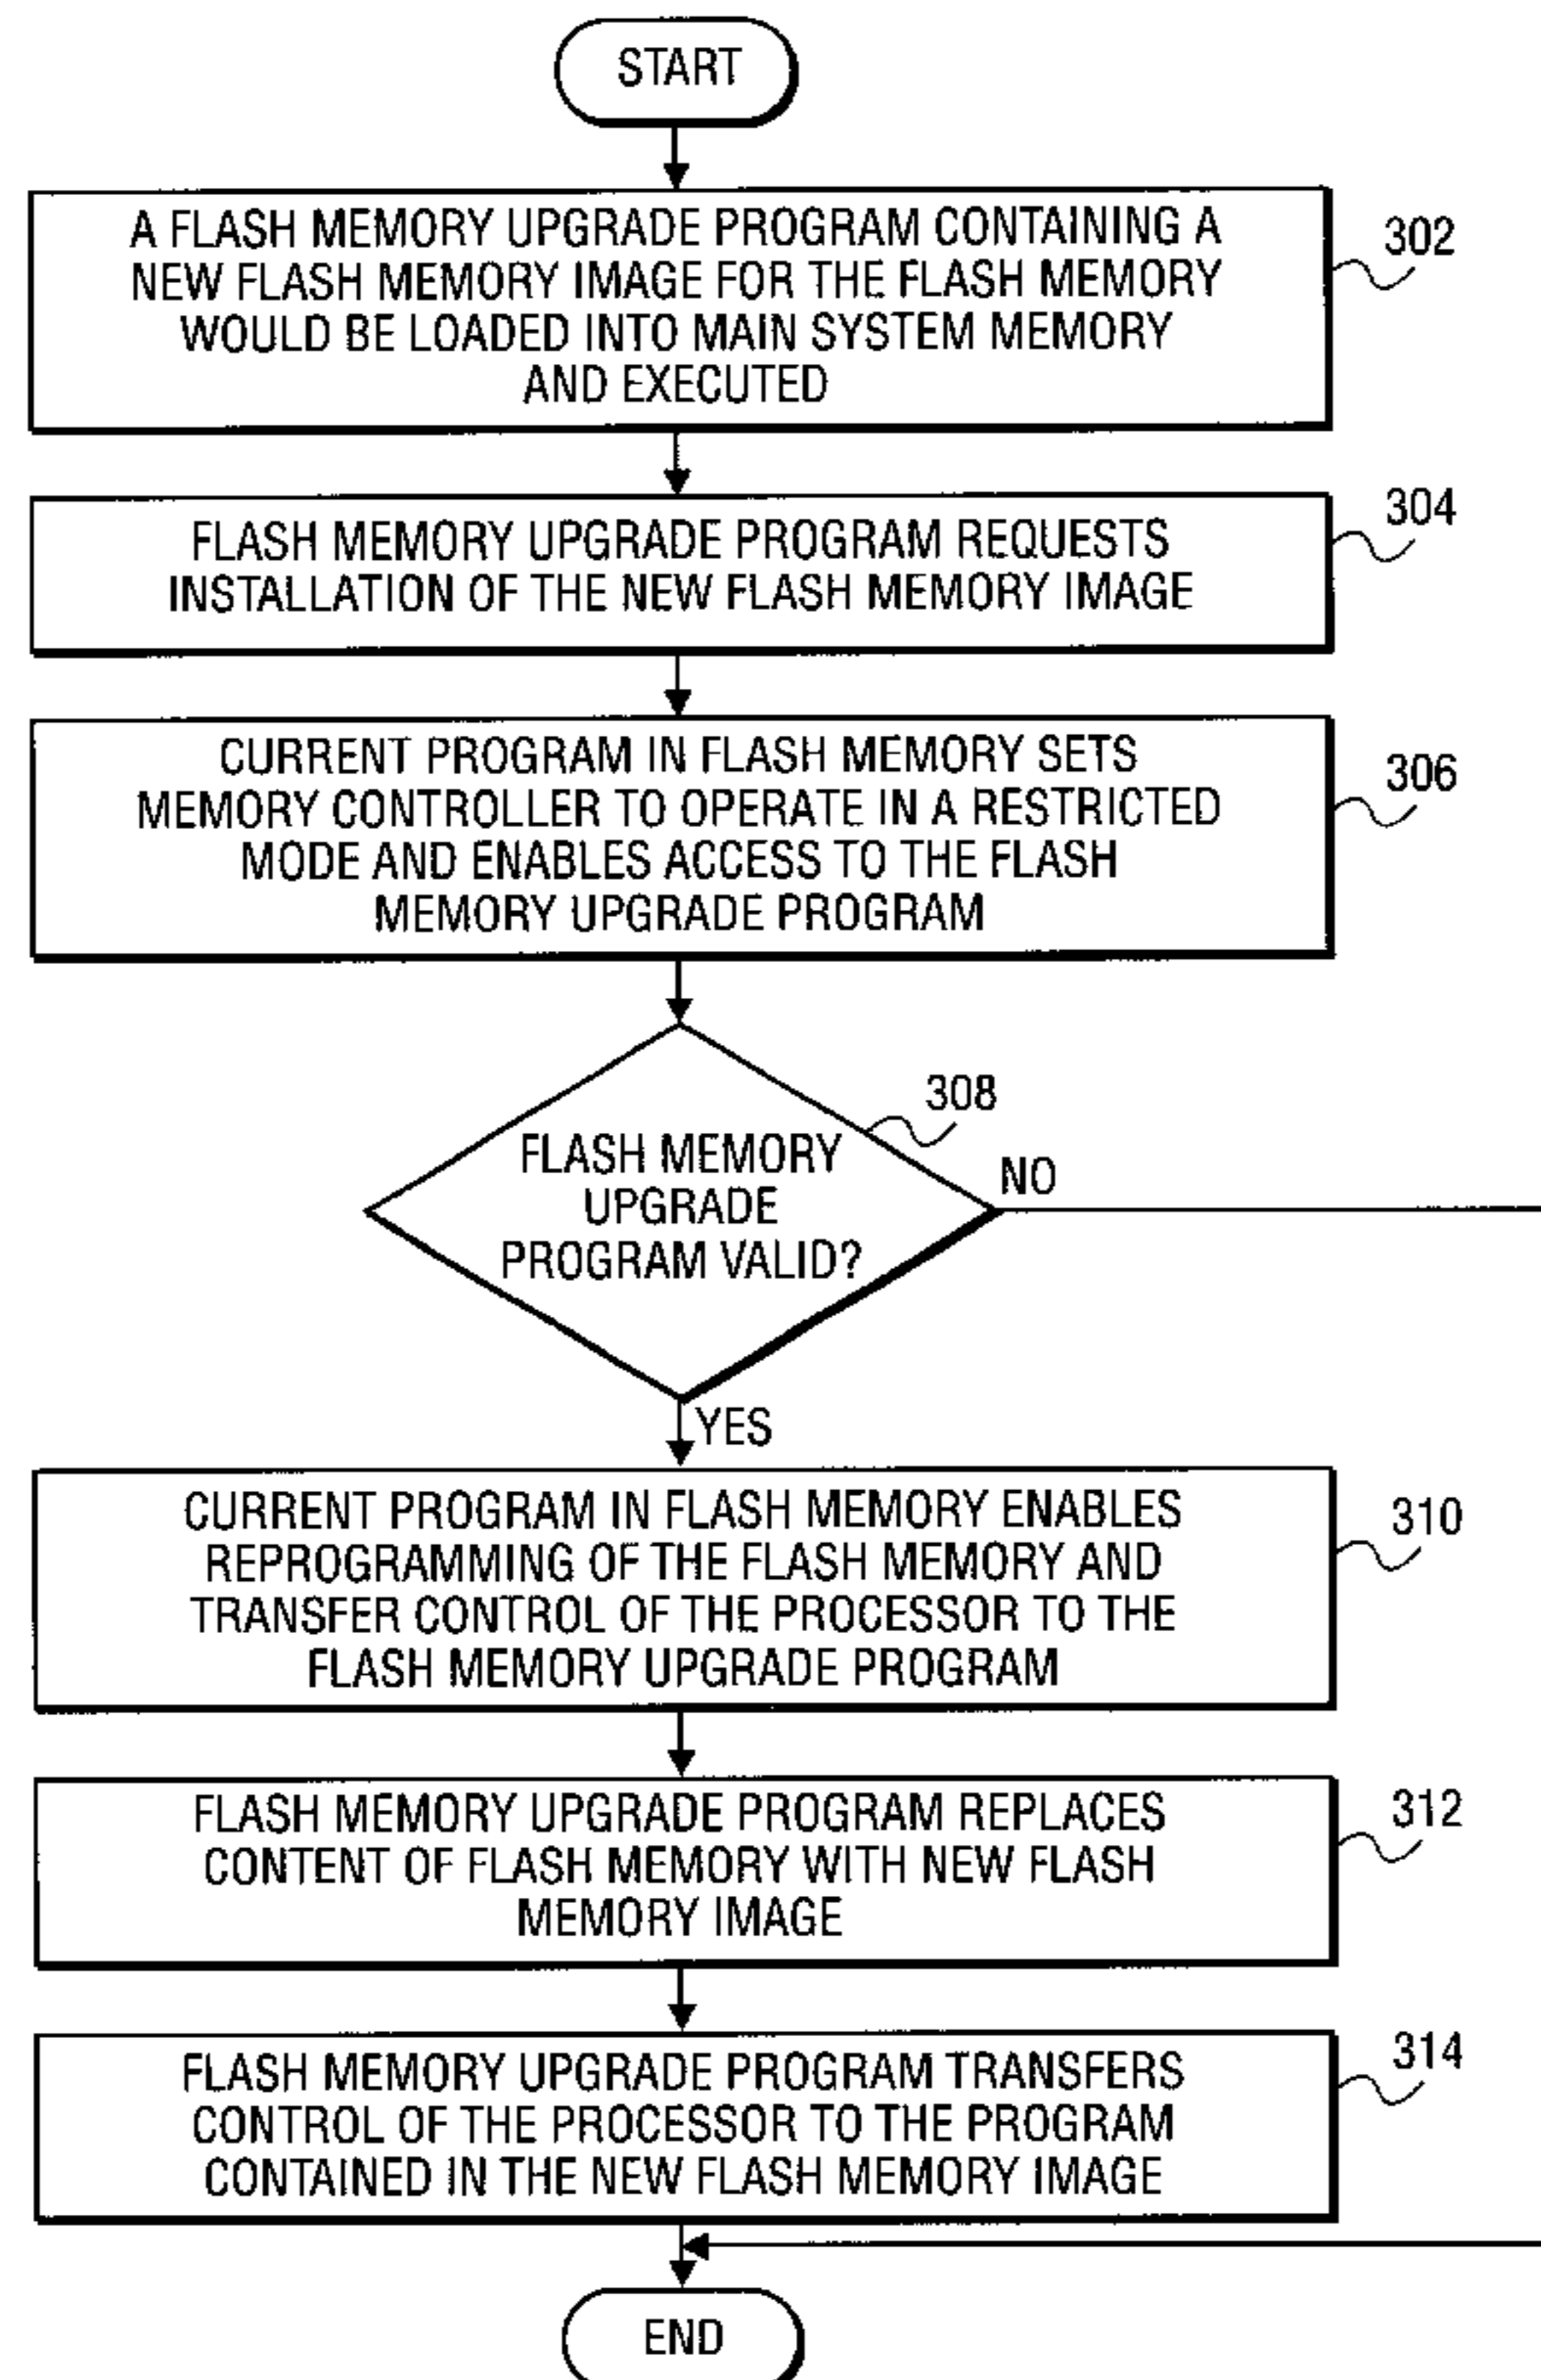 START
A FLASH MEMORY UPGRADE PROGRAM CONTAINING A
NEW FLASH MEMORY IMAGE FOR THE FLASH MEMORY
WOULD BE LOADED INTO MAIN SYSTEM MEMORY
AND EXECUTED
302
FLASH MEMORY UPGRADE PROGRAM REQUESTS
INSTALLATION OF THE NEW FLASH MEMORY IMAGE
304
CURRENT PROGRAM IN FLASH MEMORY SETS
MEMORY CONTROLLER TO OPERATE IN A RESTRICTED
MODE AND ENABLES ACCESS TO THE FLASH
MEMORY UPGRADE PROGRAM
306
FLASH MEMORY
UPGRADE
PROGRAM VALID?
308
NO
YES
CURRENT PROGRAM IN FLASH MEMORY ENABLES
REPROGRAMMING OF THE FLASH MEMORY AND
TRANSFER CONTROL OF THE PROCESSOR TO THE
FLASH MEMORY UPGRADE PROGRAM
310
FLASH MEMORY UPGRADE PROGRAM REPLACES
CONTENT OF FLASH MEMORY WITH NEW FLASH
MEMORY IMAGE
312
FLASH MEMORY UPGRADE PROGRAM TRANSFERS
CONTROL OF THE PROCESSOR TO THE PROGRAM
CONTAINED IN THE NEW FLASH MEMORY IMAGE
314
END